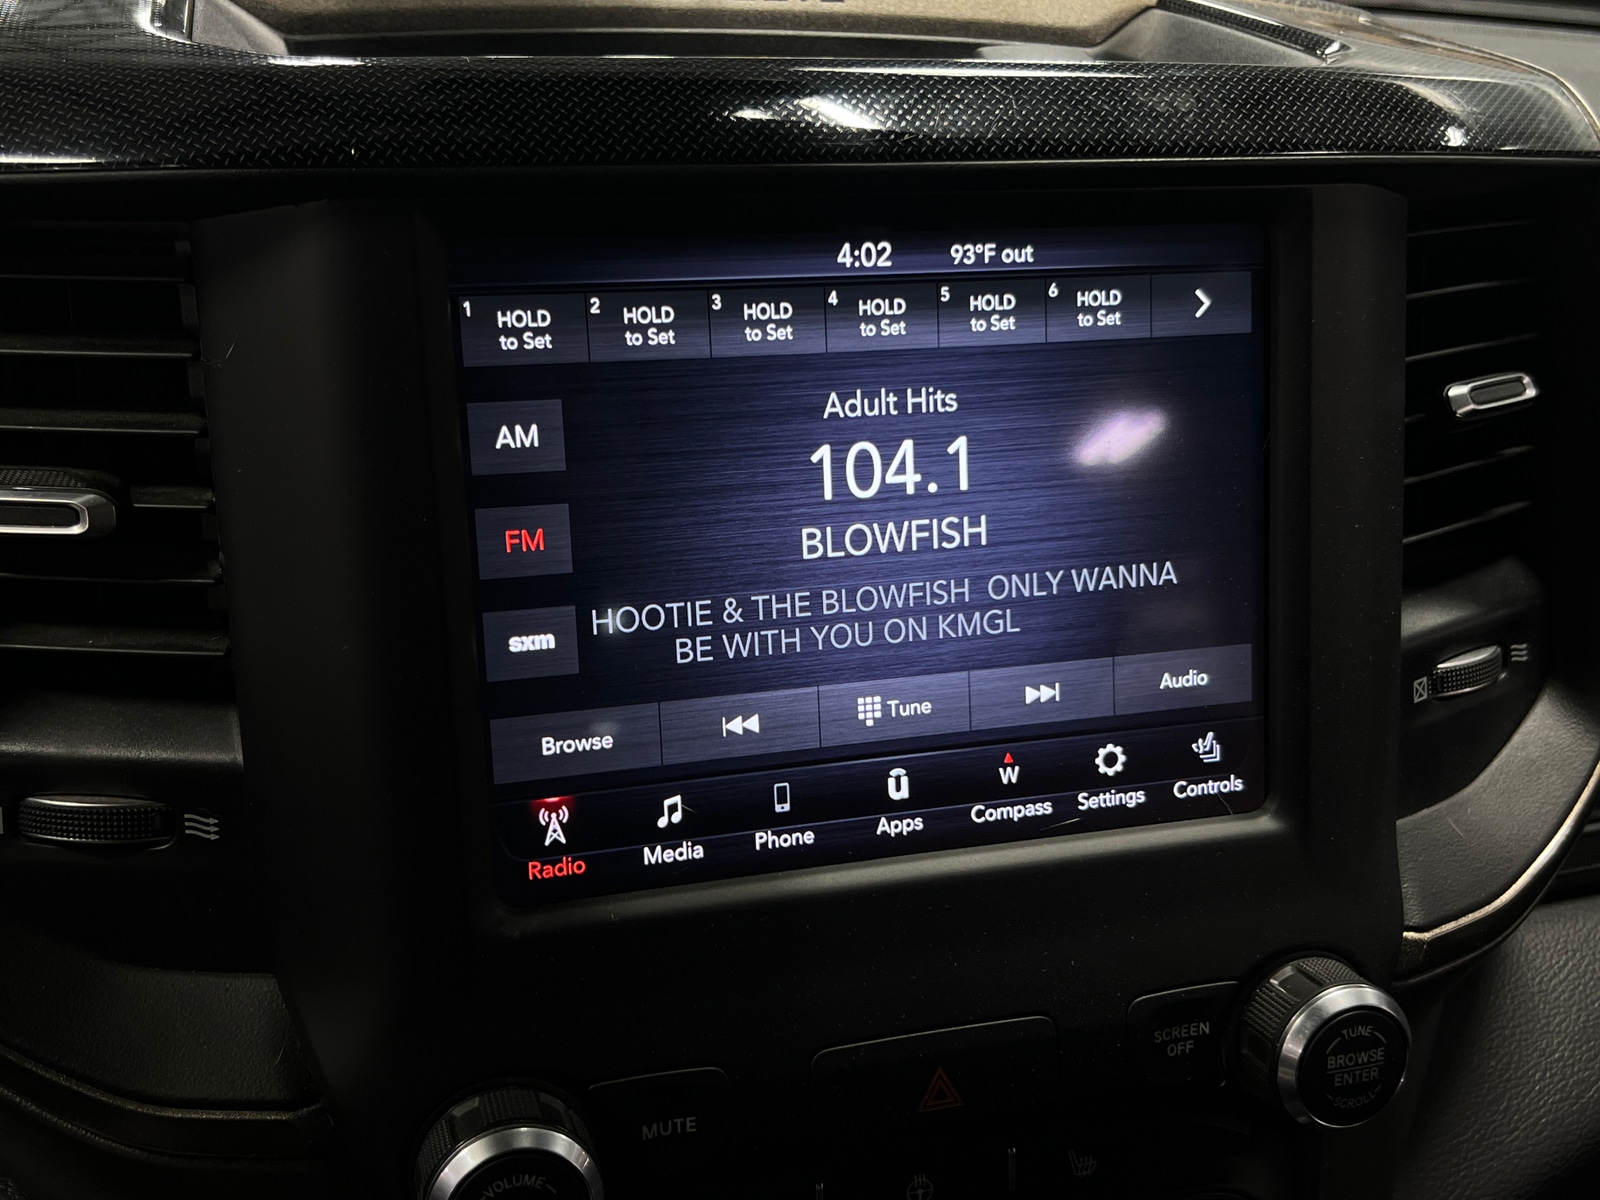 4:02 93°F out
1 HOLD to Set
2 HOLD to Set
3 HOLD to Set
4 HOLD to Set
5 HOLD to Set
6 HOLD to Set
Adult Hits
AM
104.1
FM
BLOWFISH
HOOTIE & THE BLOWFISH ONLY WANNA
BE WITH YOU ON KMGL
sxm
Browse
Tune
Audio
Radio
Media
Phone
Apps
W
Compass
Settings
Controls
SCREEN
OFF
TUNE
BROWSE
ENTER
SCROLL
MUTE
VOLUME